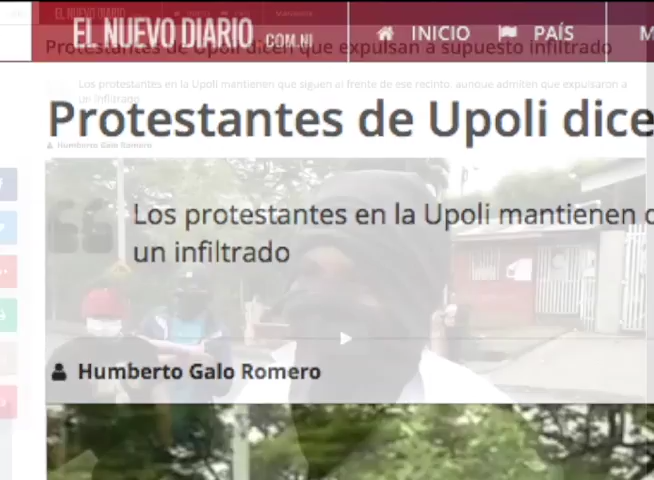 EL NUEVO DIARIO .COM.NI INICIO PAÍS M
Protestantes de Upoli dicen que expulsan a supuesto infiltrado
Los protestantes en la Upoli mantienen que siguen al frente de ese recinto, aunque admiten que expulsaron a
un infiltrado
Protestantes de Upoli dice
Humberto Galo Romero
Los protestantes en la Upoli mantienen
un infiltrado
Humberto Galo Romero